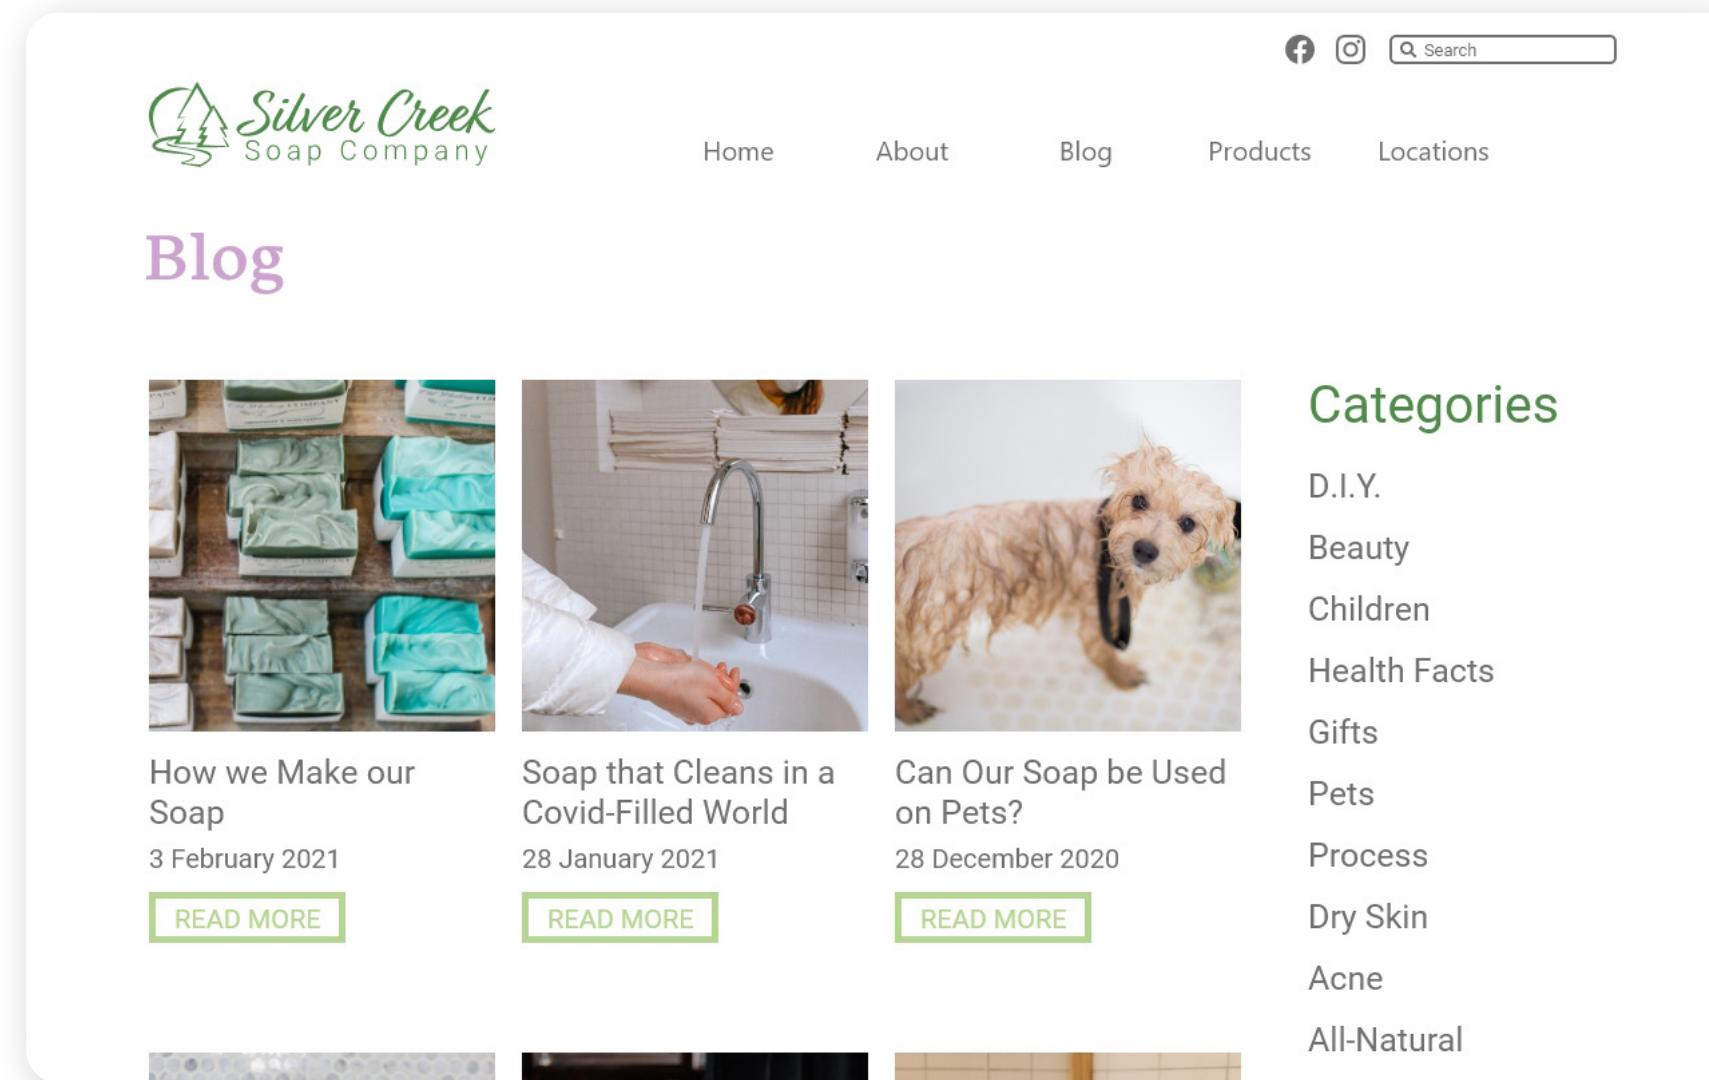 Search
Silver Creek
Soap Company
Home
About
Blog
Products
Locations
Blog
How we Make our
Soap
3 February 2021
READ MORE
Soap that Cleans in a
Covid-Filled World
28 January 2021
READ MORE
Can Our Soap be Used
on Pets?
28 December 2020
READ MORE
Categories
D.I.Y.
Beauty
Children
Health Facts
Gifts
Pets
Process
Dry Skin
Acne
All-Natural